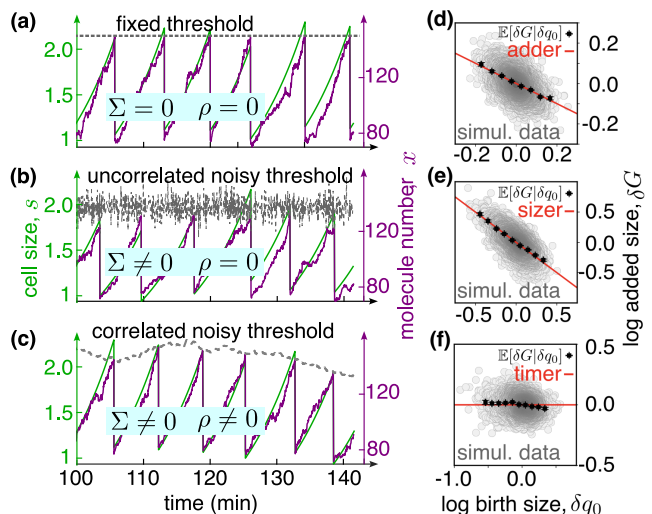 (a)
fixed threshold
2.0
1.5
1
120
80
Σ = 0 ρ = 0
(b)
uncorrelated noisy threshold
2.0
1.5
1
120
80
Σ ≠ 0 ρ = 0
(c)
correlated noisy threshold
2.0
1.5
1
120
80
Σ ≠ 0 ρ ≠ 0
cell size, s
molecule number, x
100 110 120 130 140
time (min)
(d)
𝔼[δG|δq₀]
adder
simul. data
0.2
0.0
-0.2
-0.2 0.0 0.2
(e)
𝔼[δG|δq₀]
sizer
simul. data
0.5
0.0
-0.5
-0.5 0.0 0.5
log added size, δG
(f)
𝔼[δG|δq₀]
timer
simul. data
0.5
0.0
-0.5
-1.0 0.0 1.0
log birth size, δq₀